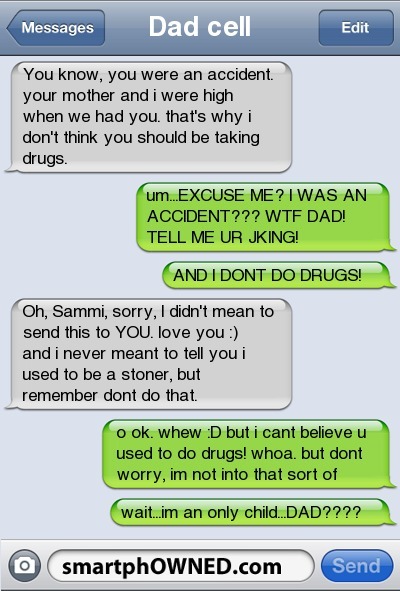 Messages
Dad cell
Edit
You know, you were an accident.
your mother and i were high
when we had you. that's why i
don't think you should be taking
drugs.
um...EXCUSE ME? I WAS AN
ACCIDENT??? WTF DAD!
TELL ME UR JKING!
AND I DONT DO DRUGS!
Oh, Sammi, sorry, I didn't mean to
send this to YOU. love you :)
and i never meant to tell you i
used to be a stoner, but
remember dont do that.
o ok. whew :D but i cant believe u
used to do drugs! whoa. but dont
worry, im not into that sort of
wait...im an only child...DAD????
smartphOWNED.com
Send